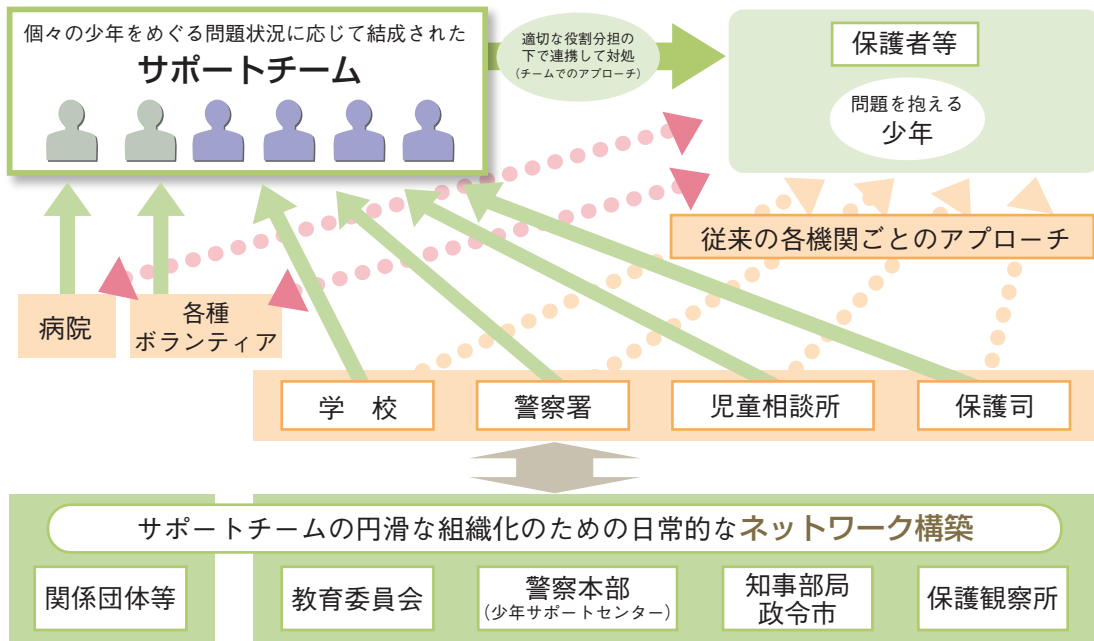 個々の少年をめぐる問題状況に応じて結成された
サポートチーム
適切な役割分担の
下で連携して対処
(チームでのアプローチ)
保護者等
問題を抱える
少年
従来の各機関ごとのアプローチ
病院
各種
ボランティア
学 校
警察署
児童相談所
保護司
サポートチームの円滑な組織化のための日常的なネットワーク構築
関係団体等
教育委員会
警察本部
(少年サポートセンター)
知事部局
政令市
保護観察所